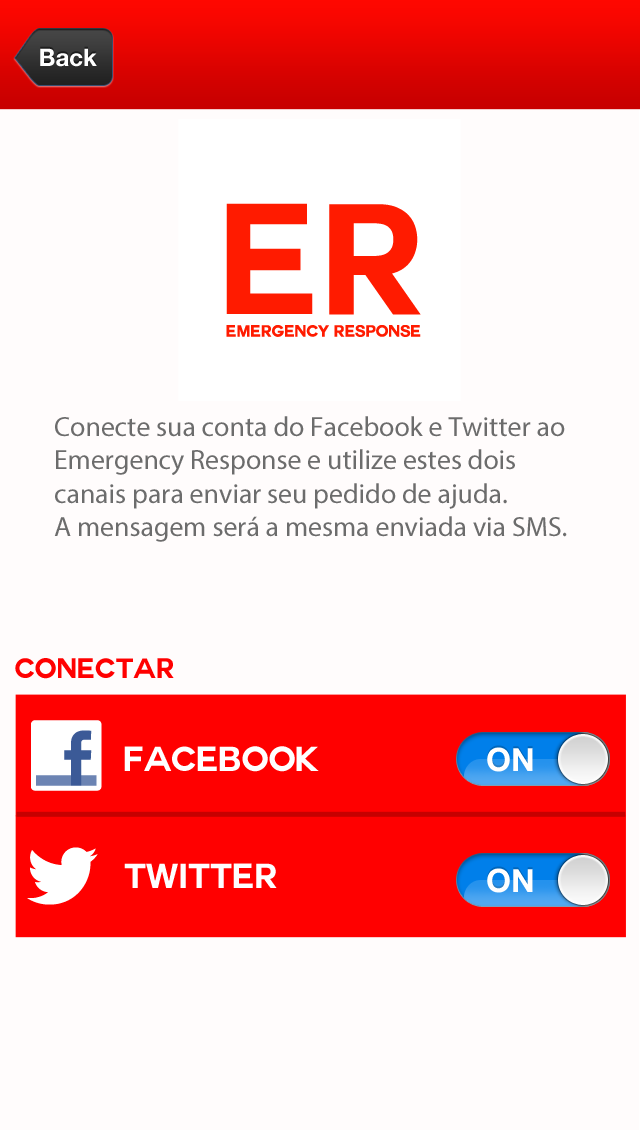 Back
ER
EMERGENCY RESPONSE
Conecte sua conta do Facebook e Twitter ao
Emergency Response e utilize estes dois
canais para enviar seu pedido de ajuda.
A mensagem será a mesma enviada via SMS.
CONECTAR
f FACEBOOK ON
TWITTER ON